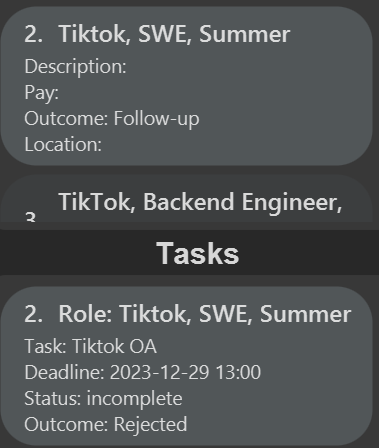 2. Tiktok, SWE, Summer
Description:
Pay:
Outcome: Follow-up
Location:
3. TikTok, Backend Engineer,
Tasks
2. Role: Tiktok, SWE, Summer
Task: Tiktok OA
Deadline: 2023-12-29 13:00
Status: incomplete
Outcome: Rejected